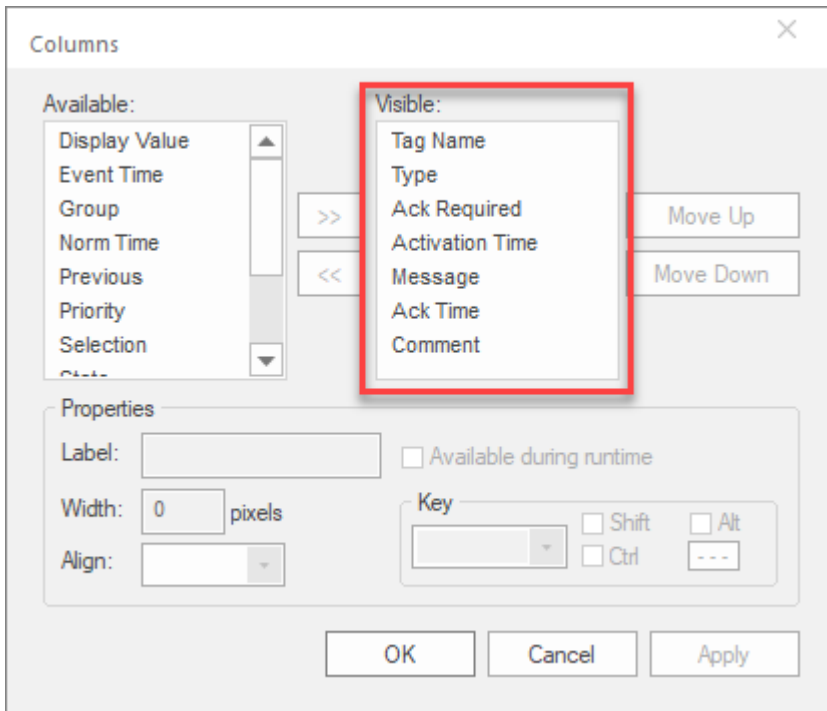 Columns
Available:
Display Value
Event Time
Group
Norm Time
Previous
Priority
Selection
>>
<<
Visible:
Tag Name
Type
Ack Required
Activation Time
Message
Ack Time
Comment
Move Up
Move Down
Properties
Label:
Available during runtime
Width: 0 pixels
Align:
Key
Shift
Alt
Ctrl
---
OK
Cancel
Apply